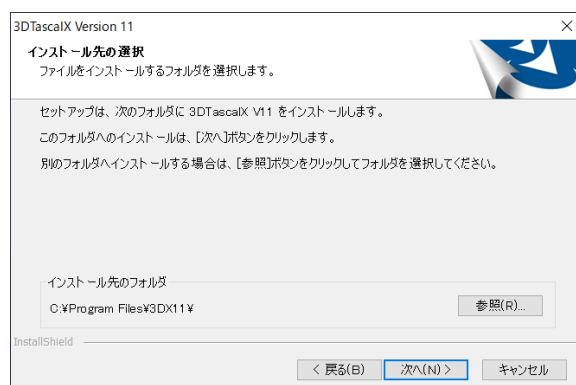 3DTascalX Version 11
インストール先の選択
ファイルをインストールするフォルダを選択します。
セットアップは、次のフォルダに 3DTascalX V11 をインストールします。
このフォルダへのインストールは、[次へ]ボタンをクリックします。
別のフォルダへインストールする場合は、[参照]ボタンをクリックしてフォルダを選択してください。
インストール先のフォルダ
C:¥Program Files¥3DX11¥
参照(R)...
InstallShield
< 戻る(B)
次へ(N) >
キャンセル